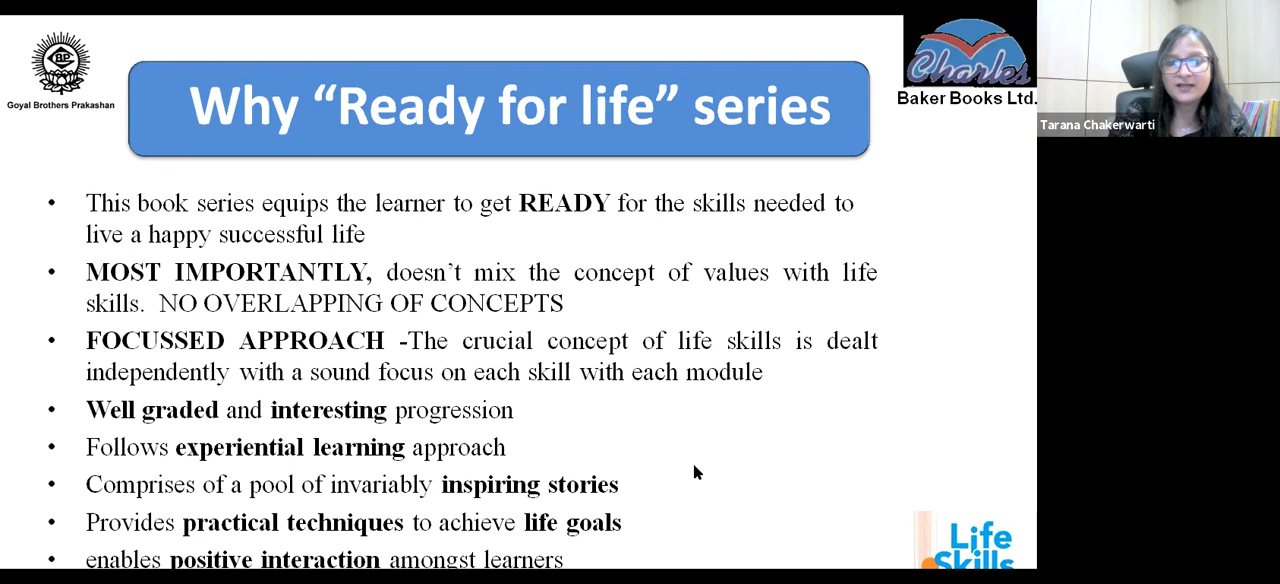 BP
Goyal Brothers Prakashan
Why “Ready for life” series
Charles
Baker Books Ltd.
Tarana Chakerwarti
• This book series equips the learner to get READY for the skills needed to
live a happy successful life
• MOST IMPORTANTLY, doesn’t mix the concept of values with life
skills. NO OVERLAPPING OF CONCEPTS
• FOCUSSED APPROACH -The crucial concept of life skills is dealt
independently with a sound focus on each skill with each module
• Well graded and interesting progression
• Follows experiential learning approach
• Comprises of a pool of invariably inspiring stories
• Provides practical techniques to achieve life goals
• enables positive interaction amongst learners
Life
Skills